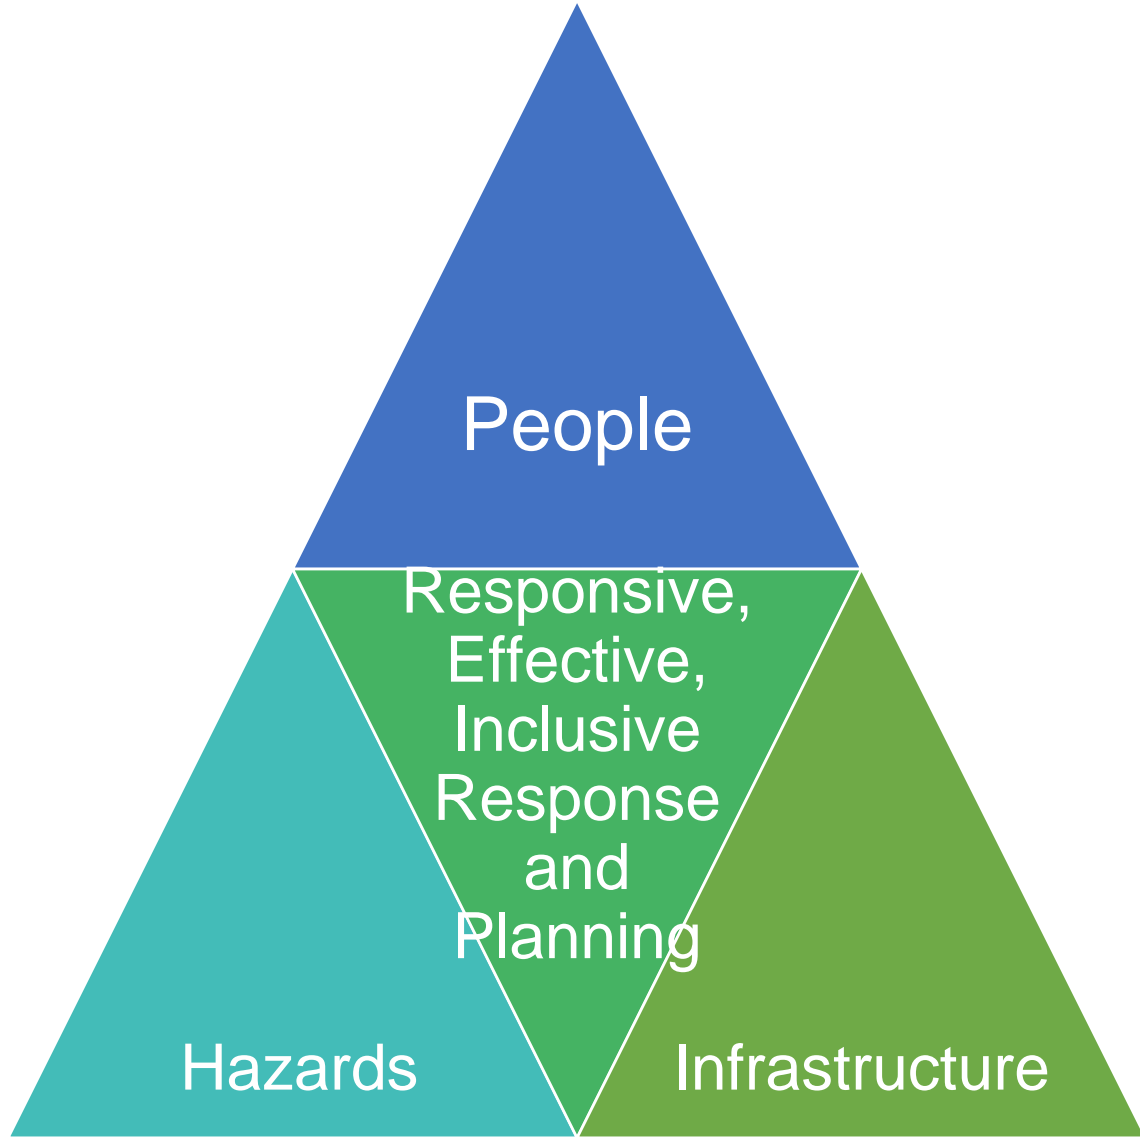 People
Responsive,
Effective,
Inclusive
Response
and
Planning
Hazards
Infrastructure